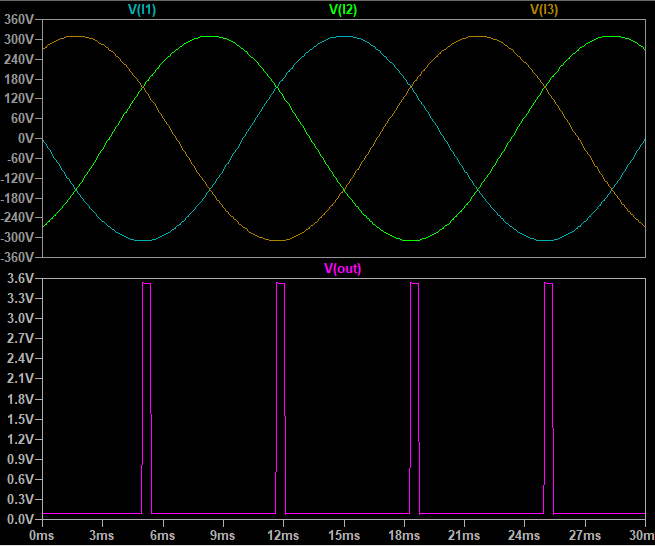 V(l1) V(l2) V(l3)
360V
300V
240V
180V
120V
60V
0V
-60V
-120V
-180V
-240V
-300V
-360V
V(out)
3.6V
3.3V
3.0V
2.7V
2.4V
2.1V
1.8V
1.5V
1.2V
0.9V
0.6V
0.3V
0.0V
0ms 3ms 6ms 9ms 12ms 15ms 18ms 21ms 24ms 27ms 30ms